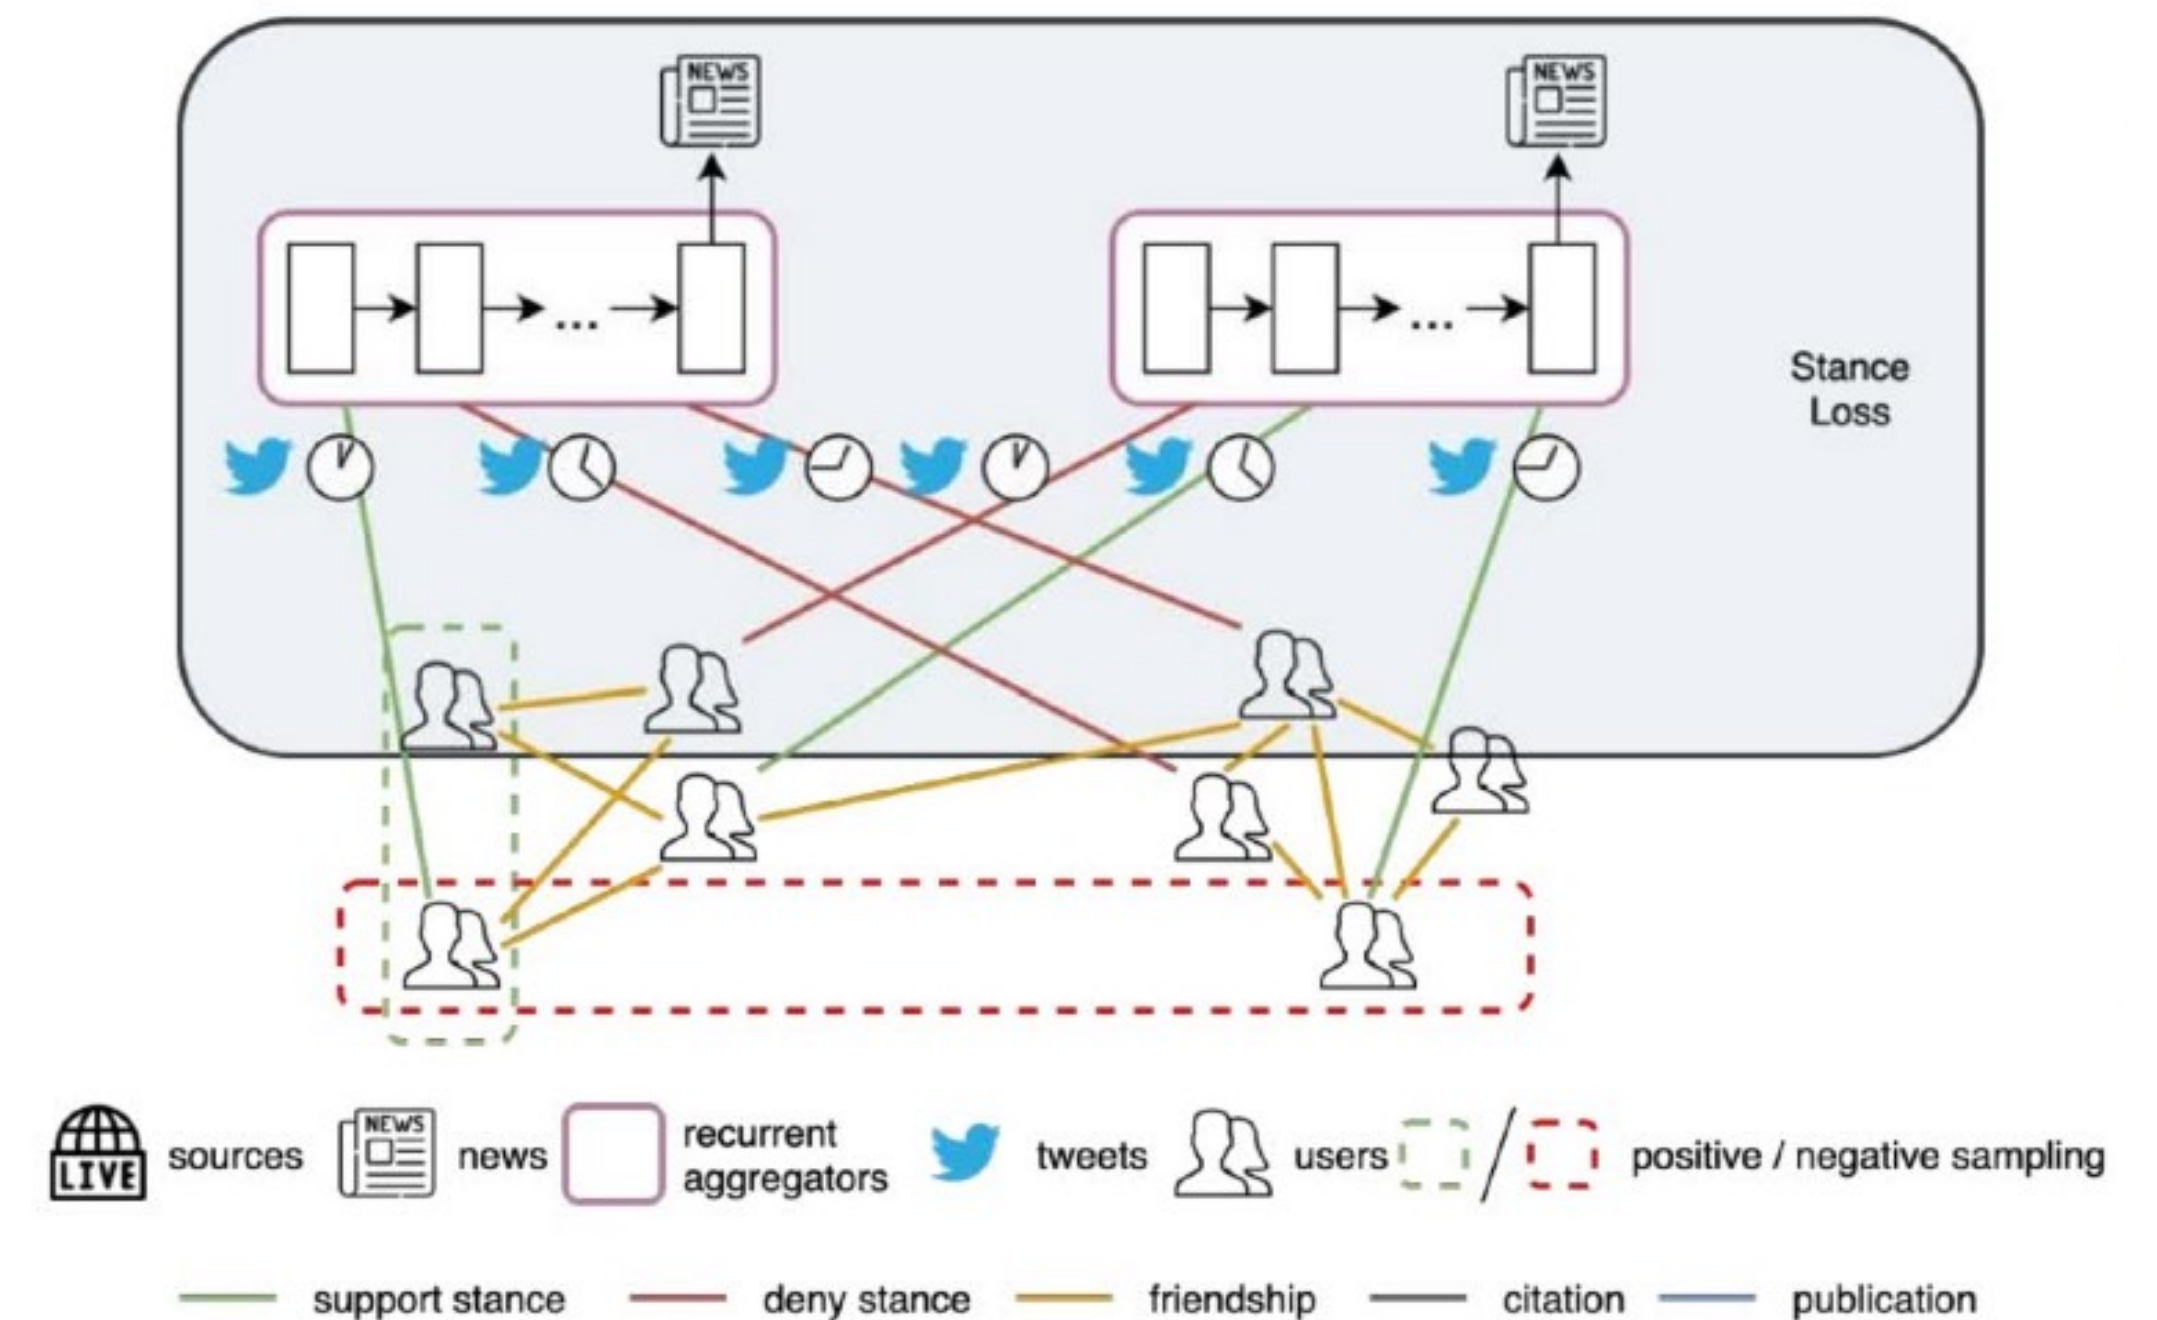 NEWS
NEWS
...
...
Stance
Loss
LIVE
sources
NEWS
news
recurrent
aggregators
tweets
users
/
positive / negative sampling
support stance
deny stance
friendship
citation
publication